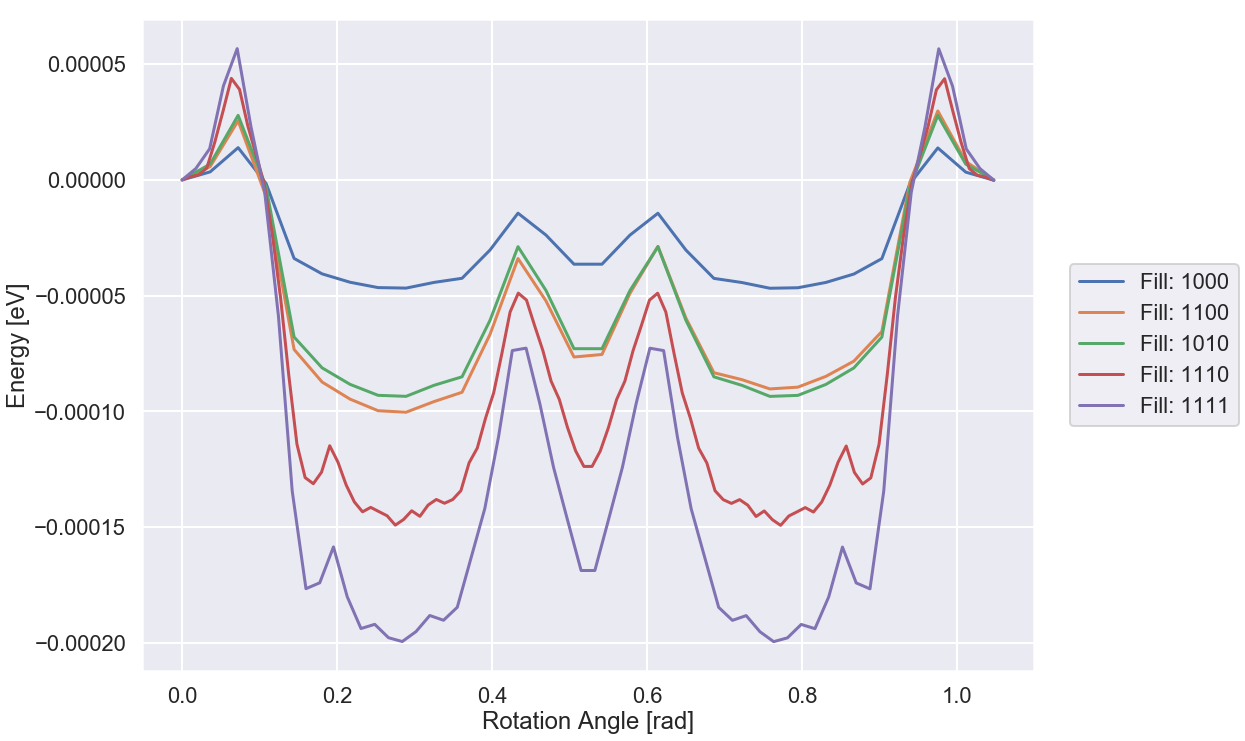 0.00005
0.00000
−0.00005
−0.00010
−0.00015
−0.00020
Energy [eV]
0.0 0.2 0.4 0.6 0.8 1.0
Rotation Angle [rad]
Fill: 1000
Fill: 1100
Fill: 1010
Fill: 1110
Fill: 1111